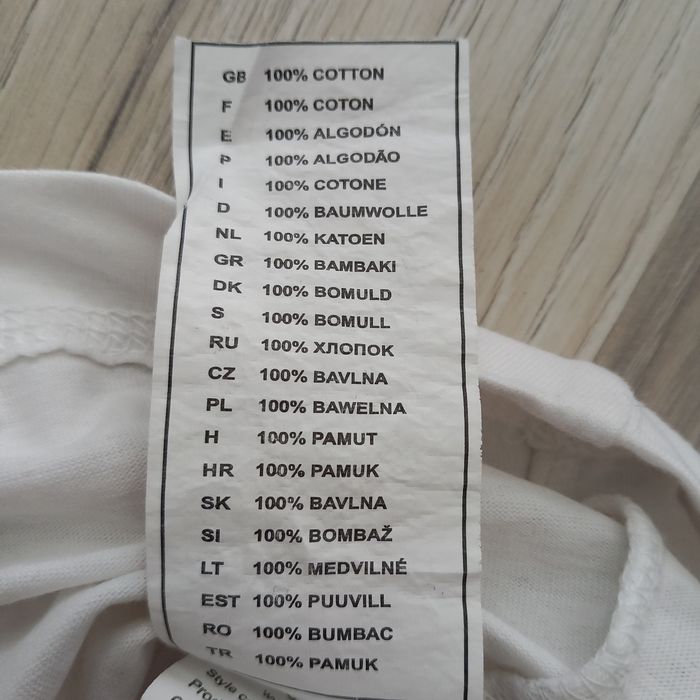 GB 100% COTTON
F 100% COTON
E 100% ALGODÓN
P 100% ALGODÃO
I 100% COTONE
D 100% BAUMWOLLE
NL 100% KATOEN
GR 100% BAMBAKI
DK 100% BOMULD
S 100% BOMULL
RU 100% ХЛОПОК
CZ 100% BAVLNA
PL 100% BAWELNA
H 100% PAMUT
HR 100% PAMUK
SK 100% BAVLNA
SI 100% BOMBAŽ
LT 100% MEDVILNÉ
EST 100% PUUVILL
RO 100% BUMBAC
TR 100% PAMUK
Style